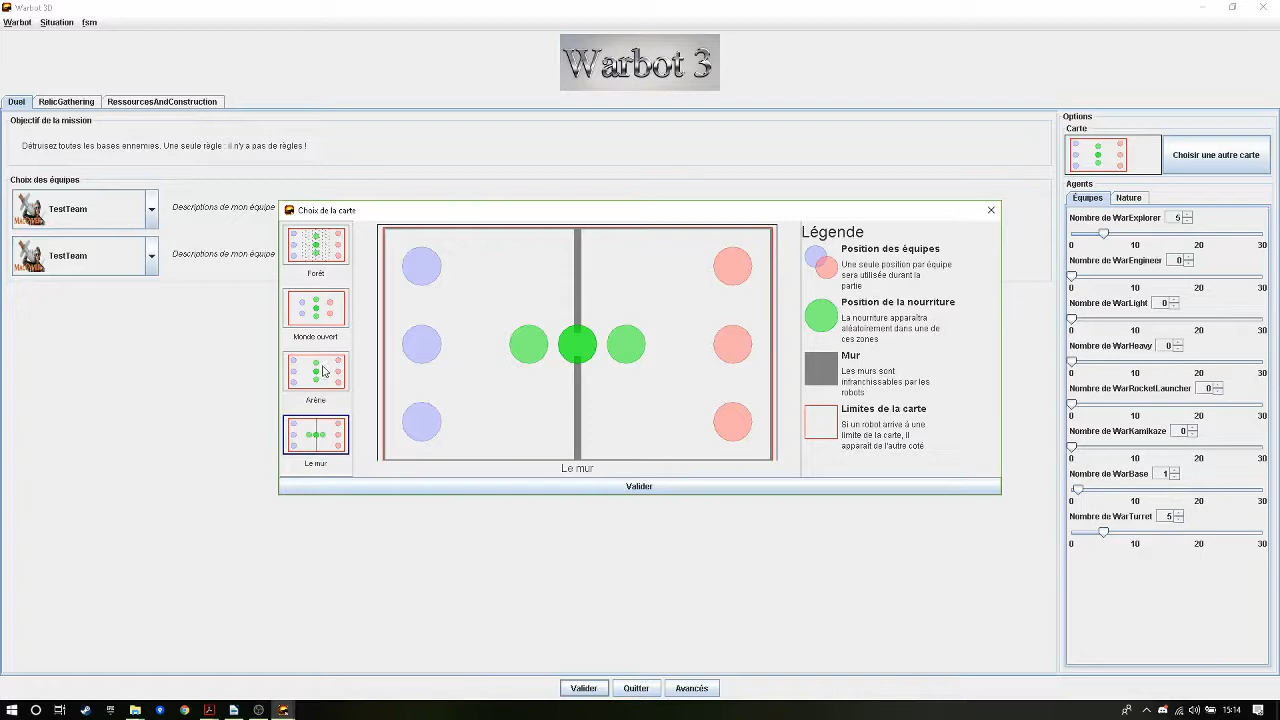 Warbot 3D
Warbot Situation fsm
Warbot 3
Duel RelicGathering RessourcesAndConstruction
Objectif de la mission
Détruisez toutes les bases ennemies. Une seule règle : il n'y a pas de règles !
Choix des équipes
TestTeam
Descriptions de mon équipe
TestTeam
Descriptions de mon équipe
Choix de la carte
Forêt
Monde ouvert
Arène
Le mur
Le mur
Légende
Position des équipes
Une seule position par équipe
sera utilisée durant la
partie
Position de la nourriture
La nourriture apparaîtra
aléatoirement dans une de
ces zones
Mur
Les murs sont
infranchissables par les
robots
Limites de la carte
Si un robot arrive à une
limite de la carte, il
apparaît de l'autre coté
Valider
Options
Carte
Choisir une autre carte
Agents
Équipes Nature
Nombre de WarExplorer 5
0 10 20 30
Nombre de WarEngineer 0
0 10 20 30
Nombre de WarLight 0
0 10 20 30
Nombre de WarHeavy 0
0 10 20 30
Nombre de WarRocketLauncher 0
0 10 20 30
Nombre de WarKamikaze 0
0 10 20 30
Nombre de WarBase 1
0 10 20 30
Nombre de WarTurret 5
0 10 20 30
Valider Quitter Avancés
15:14